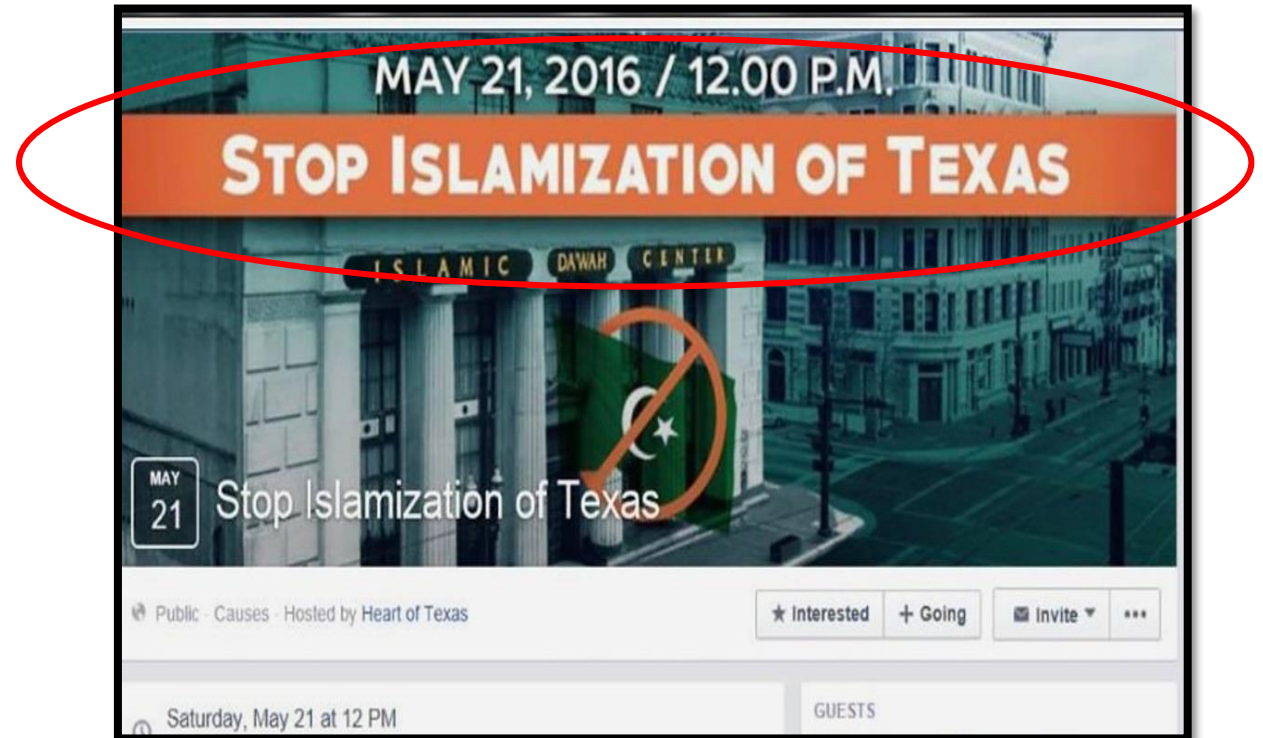 MAY 21, 2016 / 12.00 P.M.
STOP ISLAMIZATION OF TEXAS
ISLAMIC DA'WAH CENTER
MAY
21
Stop Islamization of Texas
Public · Causes · Hosted by Heart of Texas
Interested
+ Going
Invite
Saturday, May 21 at 12 PM
GUESTS